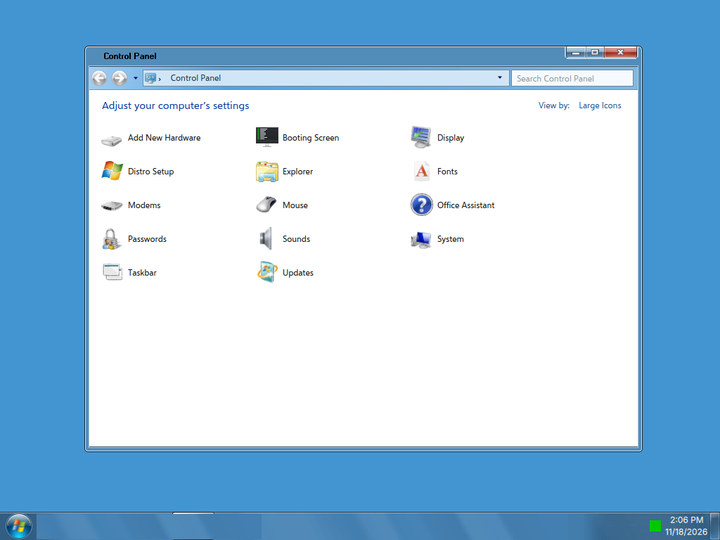 Control Panel
Control Panel
Search Control Panel
Adjust your computer's settings
View by: Large Icons
Add New Hardware
Booting Screen
Display
Distro Setup
Explorer
Fonts
Modems
Mouse
Office Assistant
Passwords
Sounds
System
Taskbar
Updates
2:06 PM
11/18/2026